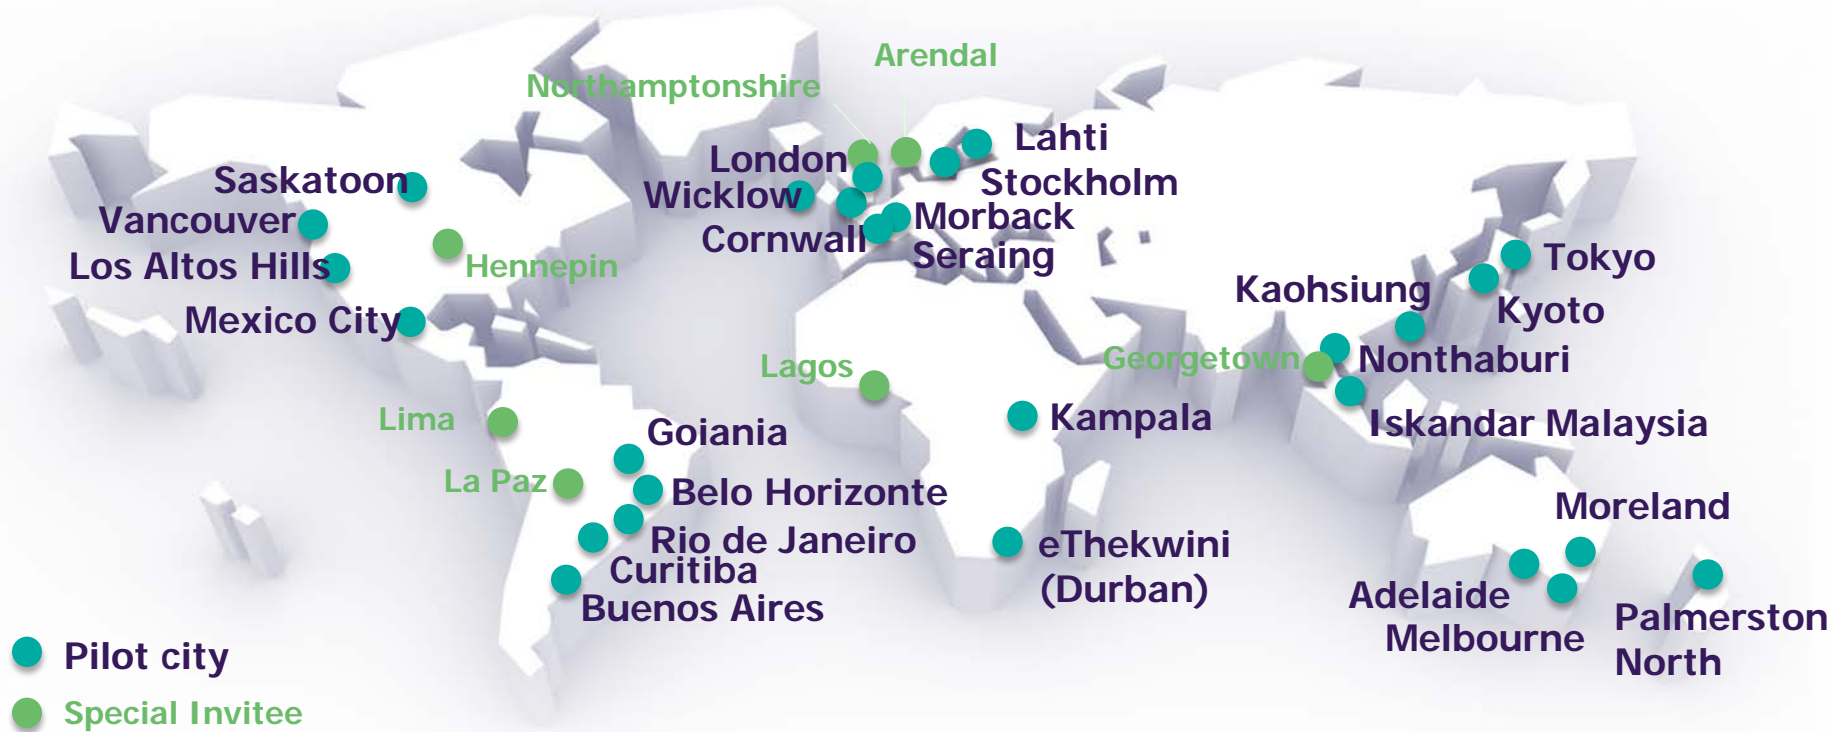 Arendal
Northamptonshire
Lahti
London
Saskatoon
Wicklow
Stockholm
Vancouver
Morback
Cornwall
Seraing
Los Altos Hills
Hennepin
Tokyo
Kaohsiung
Mexico City
Kyoto
Lagos
Georgetown
Nonthaburi
Lima
Kampala
Iskandar Malaysia
Goiania
La Paz
Belo Horizonte
Moreland
Rio de Janeiro
eThekwini
(Durban)
Curitiba
Adelaide
Buenos Aires
Palmerston
North
Melbourne
Pilot city
Special Invitee